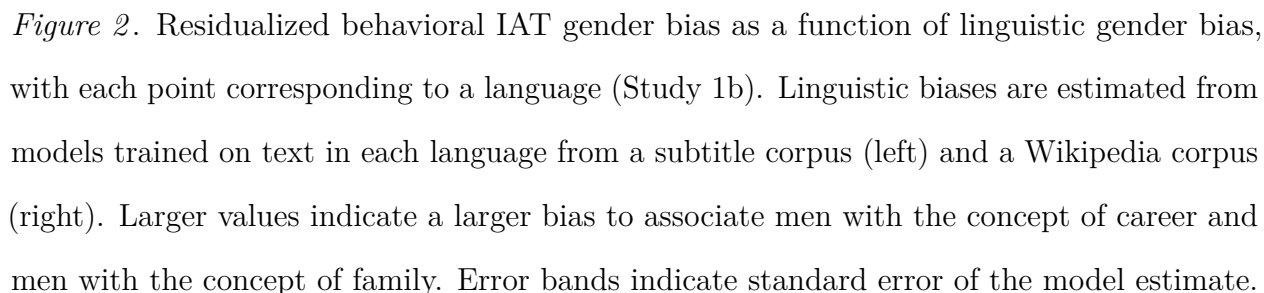 Figure 2. Residualized behavioral IAT gender bias as a function of linguistic gender bias,
with each point corresponding to a language (Study 1b). Linguistic biases are estimated from
models trained on text in each language from a subtitle corpus (left) and a Wikipedia corpus
(right). Larger values indicate a larger bias to associate men with the concept of career and
men with the concept of family. Error bands indicate standard error of the model estimate.